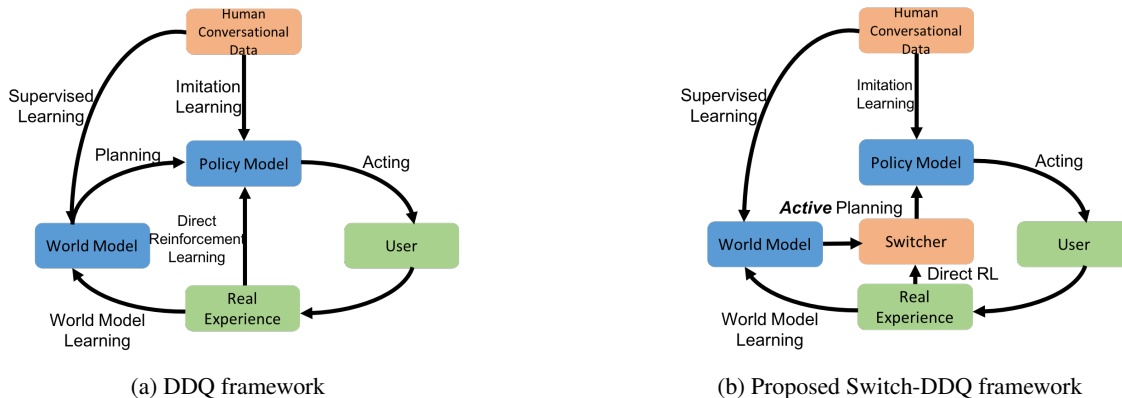 Human
Conversational
Data
Supervised
Learning
Imitation
Learning
Planning
Policy Model
Acting
Direct
Reinforcement
Learning
World Model
User
Real
Experience
World Model
Learning
(a) DDQ framework
Human
Conversational
Data
Supervised
Learning
Imitation
Learning
Policy Model
Acting
Active Planning
World Model
Switcher
User
Direct RL
Real
Experience
World Model
Learning
(b) Proposed Switch-DDQ framework